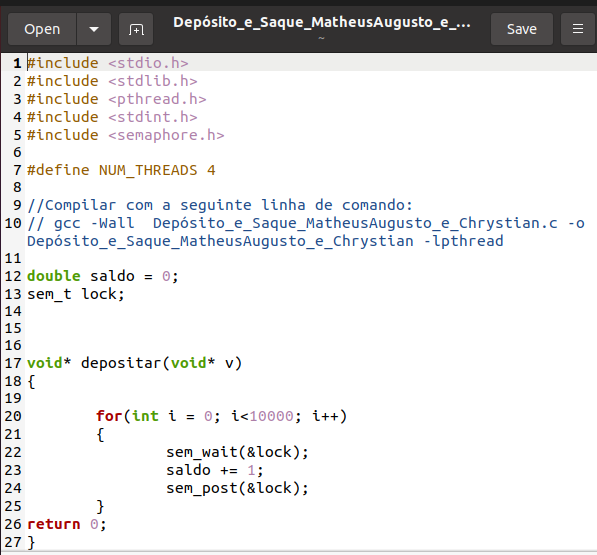 Open
Depósito_e_Saque_MatheusAugusto_e_...
~
Save
1 #include <stdio.h>
2 #include <stdlib.h>
3 #include <pthread.h>
4 #include <stdint.h>
5 #include <semaphore.h>
6
7 #define NUM_THREADS 4
8
9 //Compilar com a seguinte linha de comando:
10 // gcc -Wall  Depósito_e_Saque_MatheusAugusto_e_Chrystian.c -o
Depósito_e_Saque_MatheusAugusto_e_Chrystian -lpthread
11
12 double saldo = 0;
13 sem_t lock;
14
15
16
17 void* depositar(void* v)
18 {
19
20         for(int i = 0; i<10000; i++)
21         {
22                 sem_wait(&lock);
23                 saldo += 1;
24                 sem_post(&lock);
25         }
26 return 0;
27 }